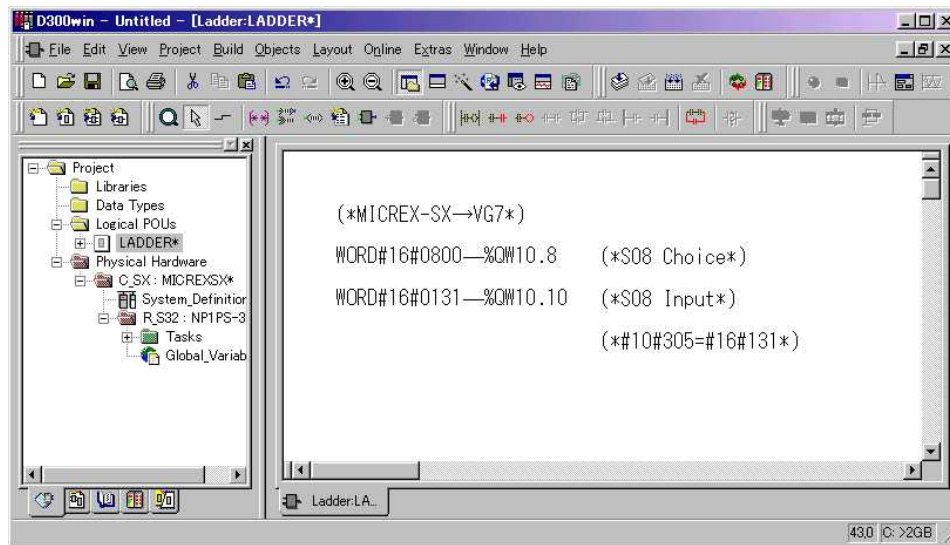 D300win - Untitled - [Ladder:LADDER*]
File Edit View Project Build Objects Layout Online Extras Window Help
Project
Libraries
Data Types
Logical POUs
LADDER*
Physical Hardware
C_SX : MICREXSX*
System_Definition
R_S32 : NP1PS-3
Tasks
Global_Variab
(*MICREX-SX→VG7*)
WORD#16#0800—%QW10.8 (*S08 Choice*)
WORD#16#0131—%QW10.10 (*S08 Input*)
(*#10#305=#16#131*)
Ladder:LA...
43,0 C: >2GB